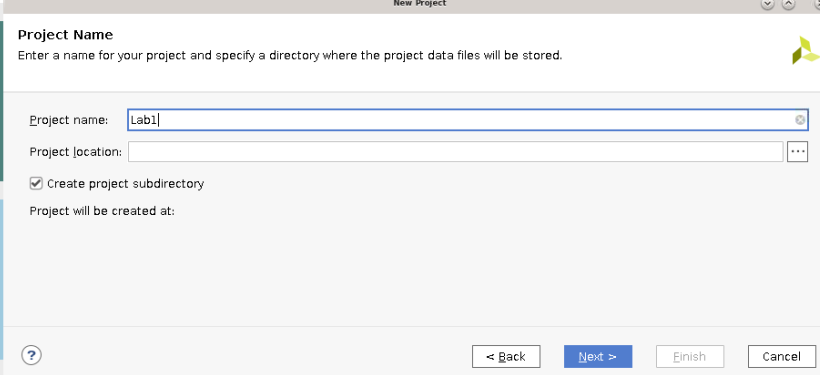 New Project
Project Name
Enter a name for your project and specify a directory where the project data files will be stored.
Project name: Lab1
Project location:
...
Create project subdirectory
Project will be created at:
? < Back Next > Finish Cancel